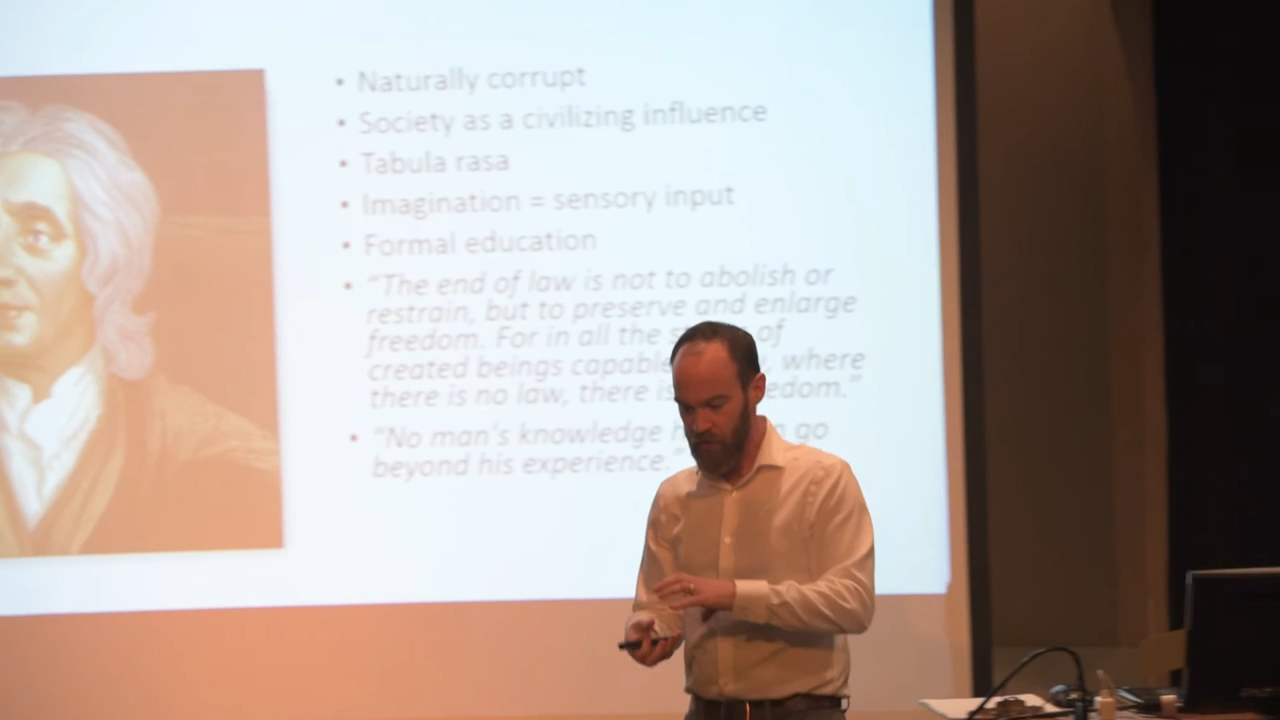 • Naturally corrupt
• Society as a civilizing influence
• Tabula rasa
• Imagination = sensory input
• Formal education
• “The end of law is not to abolish or
restrain, but to preserve and enlarge
freedom. For in all the of
created beings where
there is no law, there
• “No man's knowledge go
beyond his experience.”